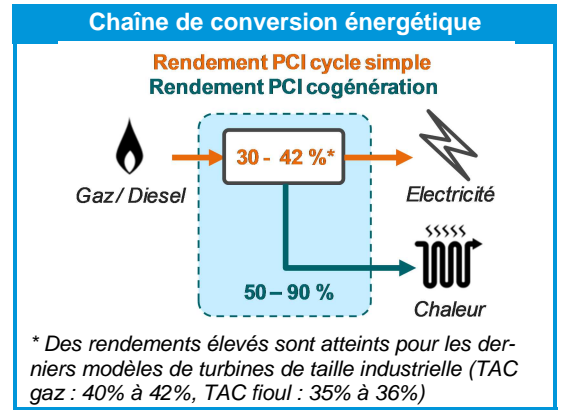 Chaîne de conversion énergétique
Rendement PCI cycle simple
Rendement PCI cogénération
30 - 42 %*
Gaz / Diesel
Electricité
50 – 90 %
Chaleur
* Des rendements élevés sont atteints pour les der-
niers modèles de turbines de taille industrielle (TAC
gaz : 40% à 42%, TAC fioul : 35% à 36%)